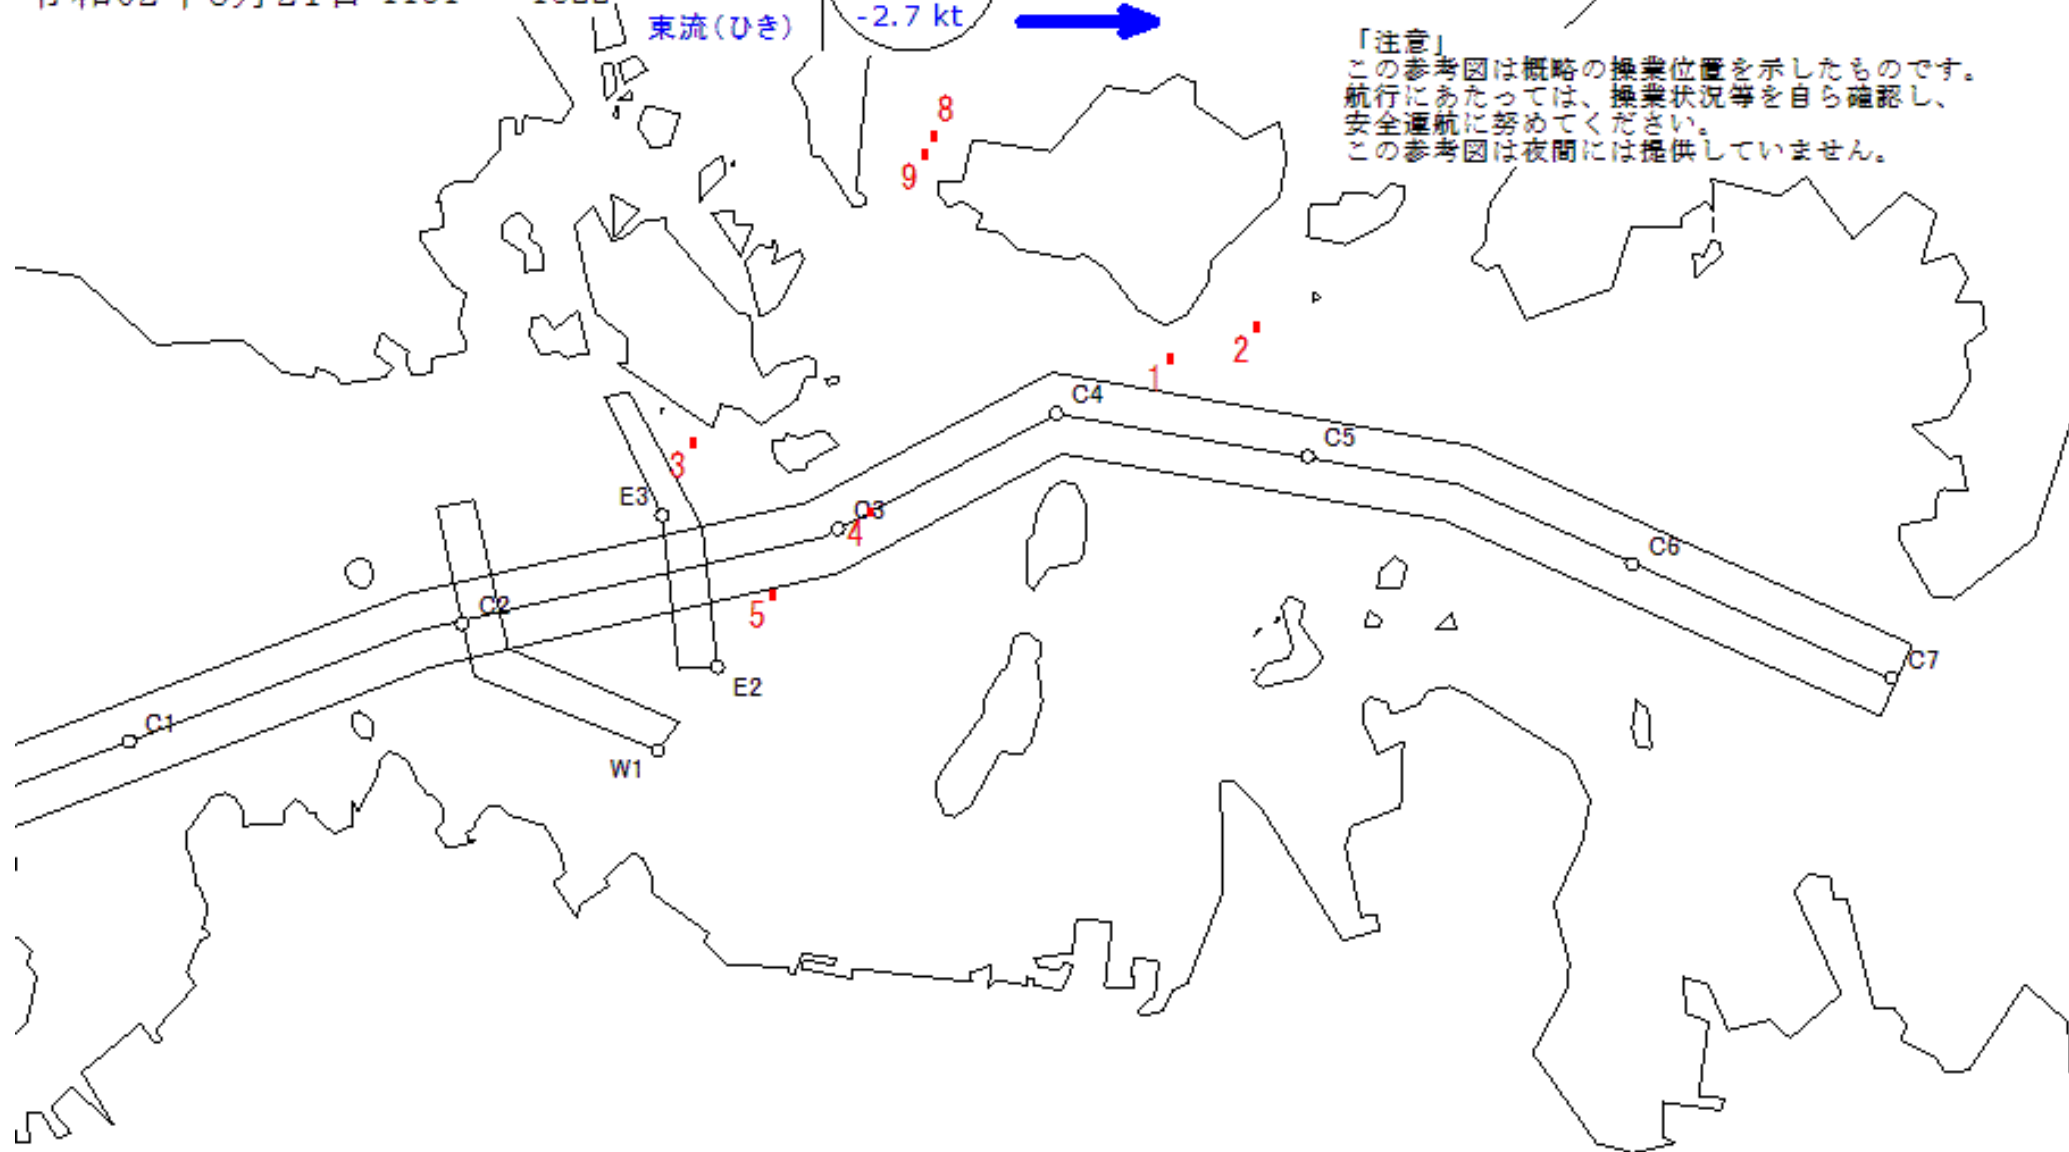 東流(ひき)
-2.7 kt
「注意」
この参考図は概略の操業位置を示したものです。
航行にあたっては、操業状況等を自ら確認し、
安全運航に努めてください。
この参考図は夜間には提供していません。
8
9
2
1
C4
C5
3
E3
C3
4
C6
C2
5
C7
E2
C1
W1